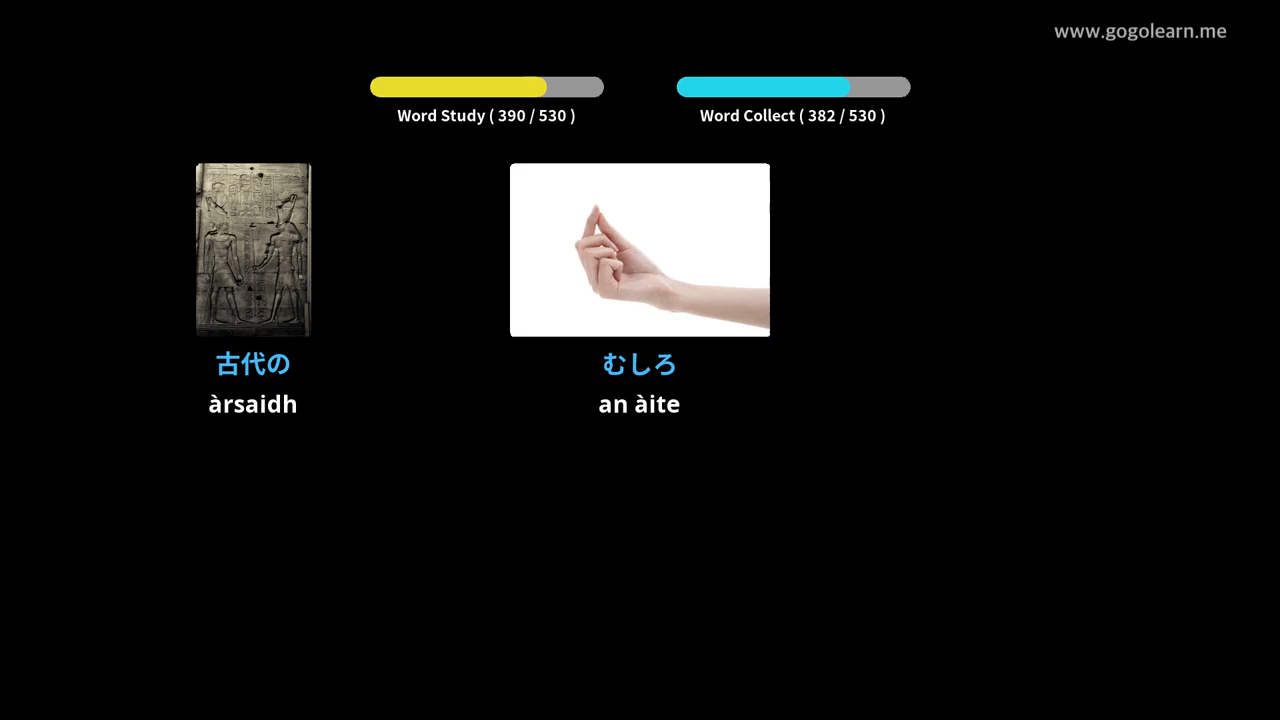 www.gogolearn.me
Word Study ( 390 / 530 )
Word Collect ( 382 / 530 )
古代の
àrsaidh
むしろ
an àite